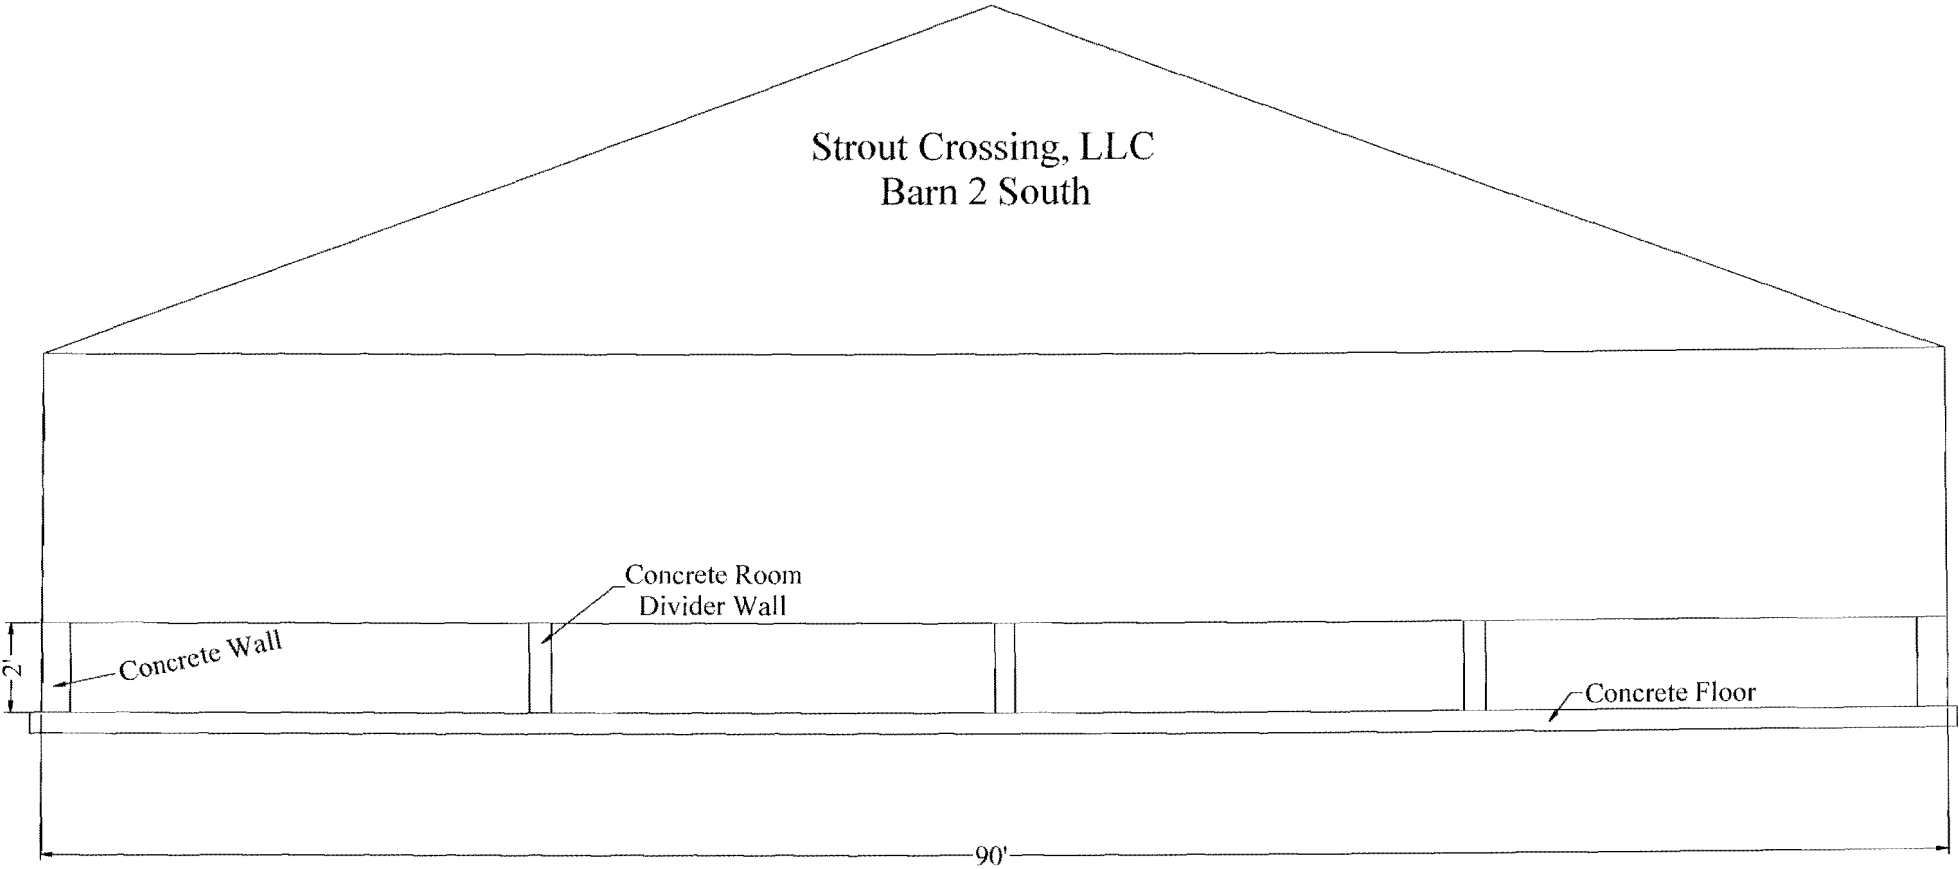 Strout Crossing, LLC
Barn 2 South
Concrete Room
Divider Wall
Concrete Wall
2'
Concrete Floor
90'